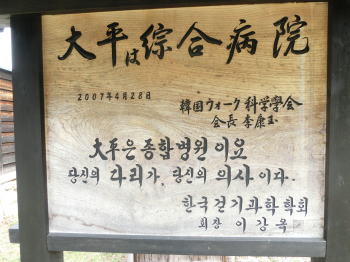 大平は綜合病院
2007年4月28日
韓国ウォーク科学學会
会長 李康玉
大平은 종합병원이요
당신의 다리가 당신의 의사이다.
한국걷기과학학회
회장 이강옥